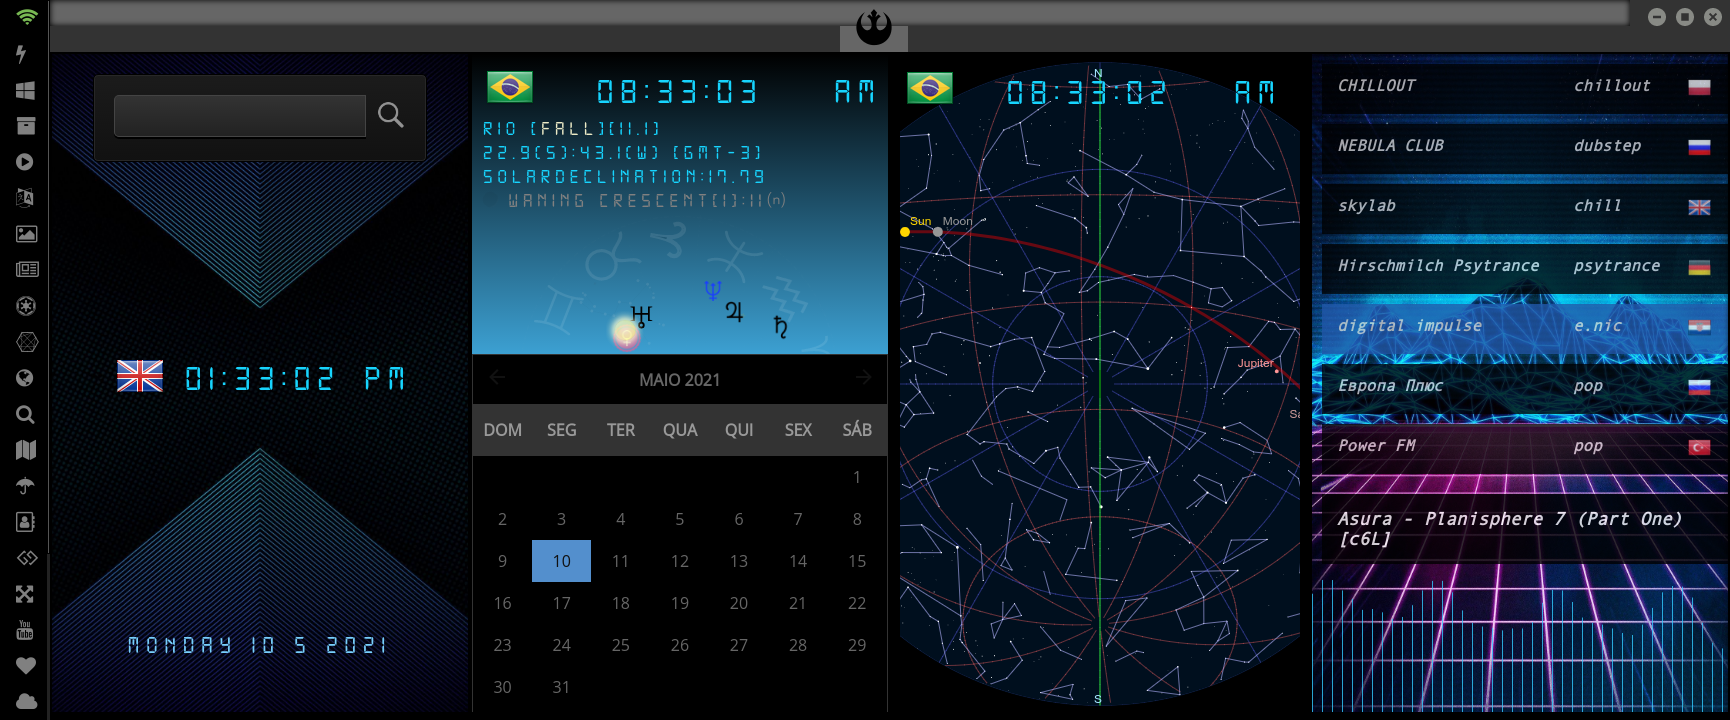 01:33:02 PM
MONDAY 10 5 2021
08:33:03 AM
RIO [FALL][11.1]
22.9(S):43.1(W) [GMT-3]
SOLARDECLINATION:17.79
WANING CRESCENT[1]:11(n)
MAIO 2021
DOM SEG TER QUA QUI SEX SÁB
1
2 3 4 5 6 7 8
9 10 11 12 13 14 15
16 17 18 19 20 21 22
23 24 25 26 27 28 29
30 31
N
08:33:02 AM
Sun Moon
Jupiter
Sa
S
CHILLOUT chillout
NEBULA CLUB dubstep
skylab chill
Hirschmilch Psytrance psytrance
digital impulse e.nic
Европа Плюс pop
Power FM pop
Asura - Planisphere 7 (Part One)
[c6L]
You
Tube